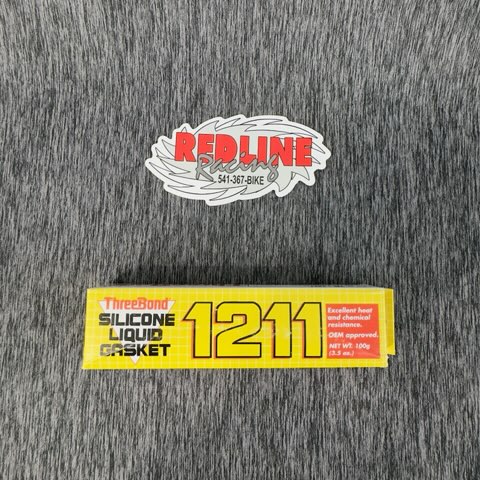 REDLINE
Racing
541-367-BIKE
ThreeBond
SILICONE
LIQUID
GASKET
1211
Excellent heat
and chemical
resistance.
OEM approved.
NET WT. 100g
(3.5 oz.)